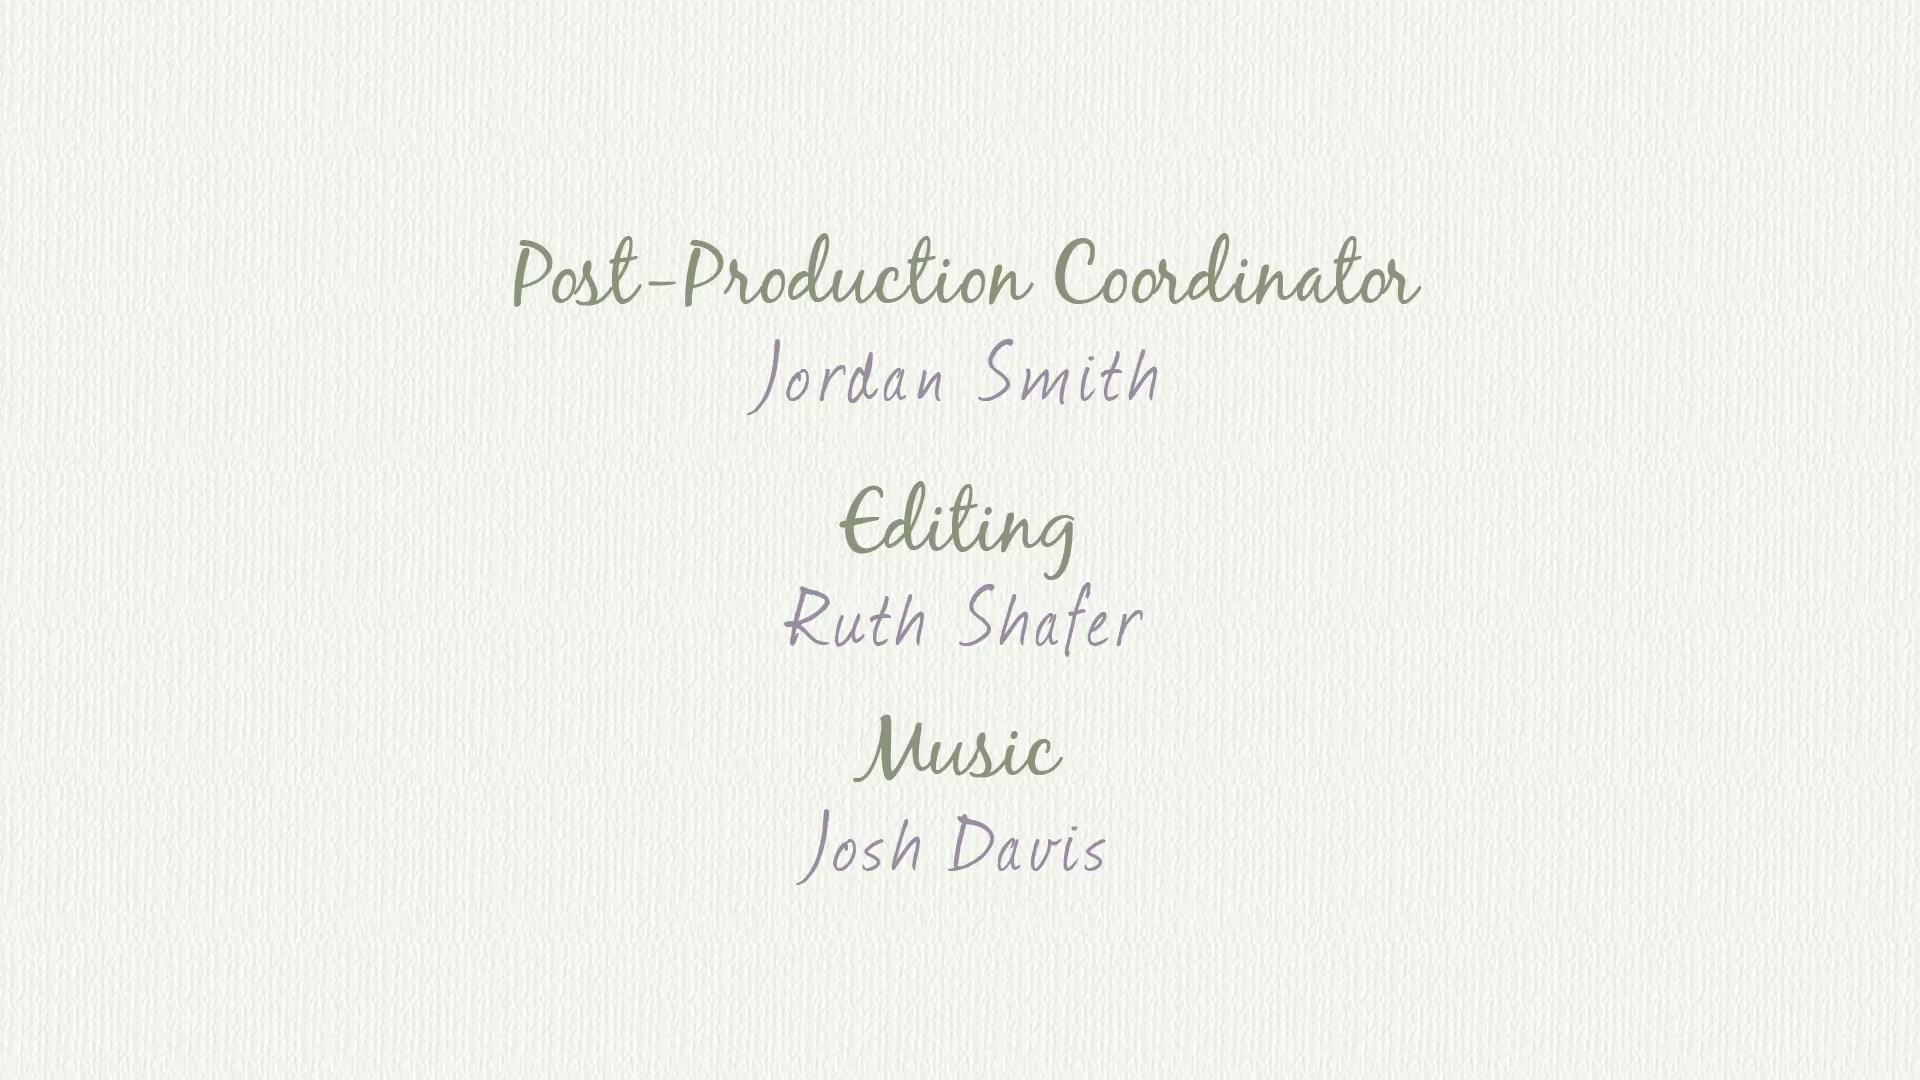 Post-Production Coordinator
Jordan Smith
Editing
Ruth Shafer
Music
Josh Davis